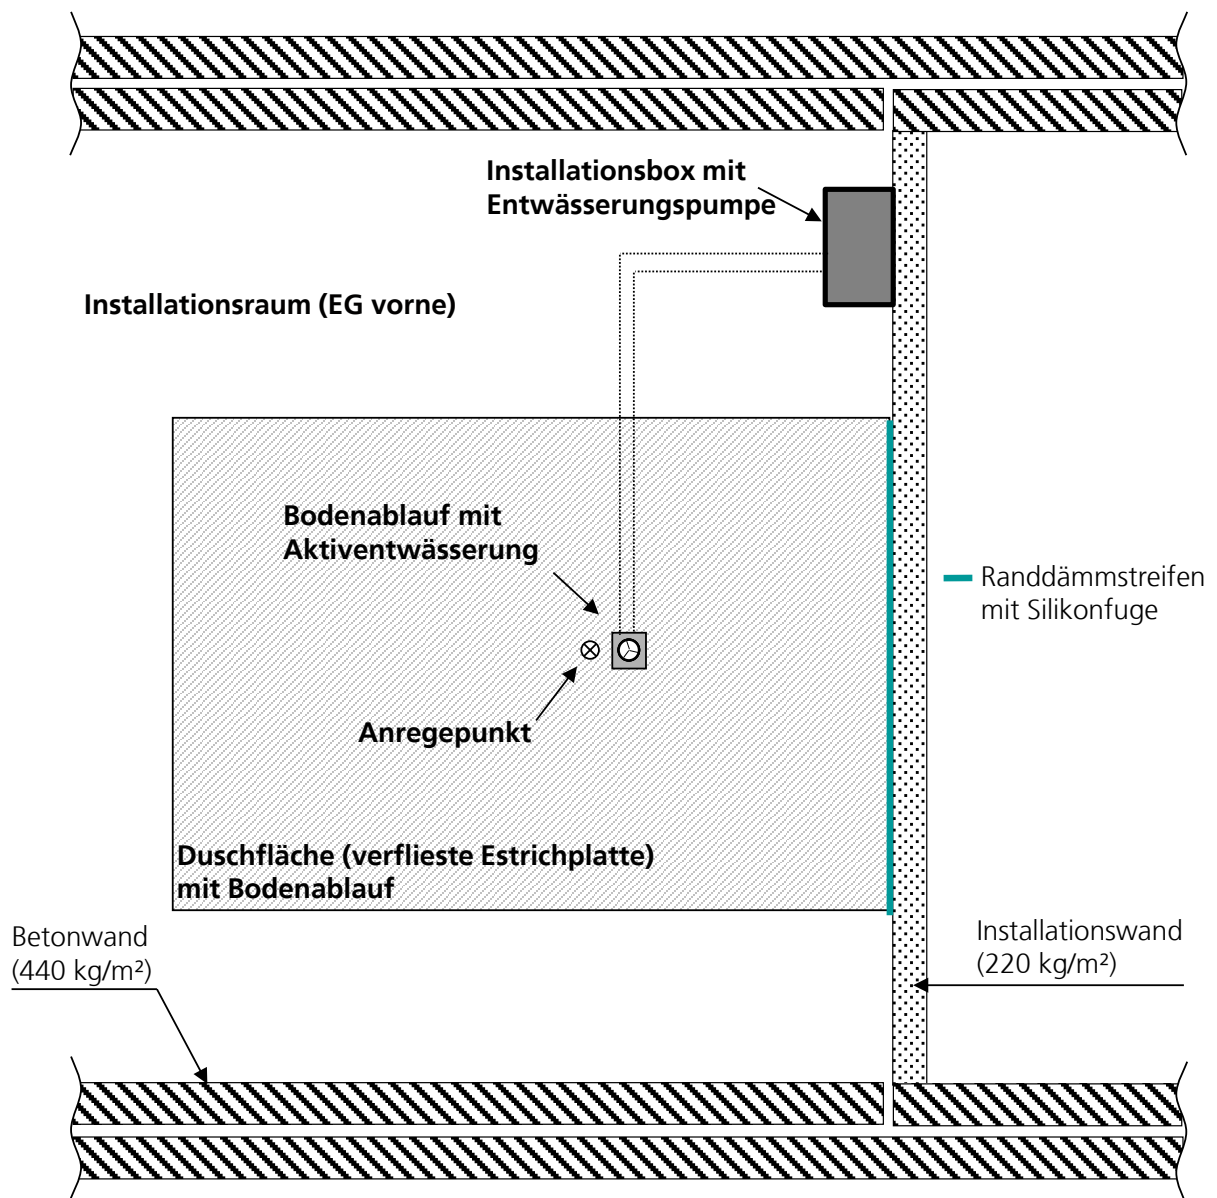 Installationsbox mit
Entwässerungspumpe
Installationsraum (EG vorne)
Bodenablauf mit
Aktiventwässerung
Randdämmstreifen
mit Silikonfuge
Anregepunkt
Duschfläche (verflieste Estrichplatte)
mit Bodenablauf
Betonwand
(440 kg/m²)
Installationswand
(220 kg/m²)